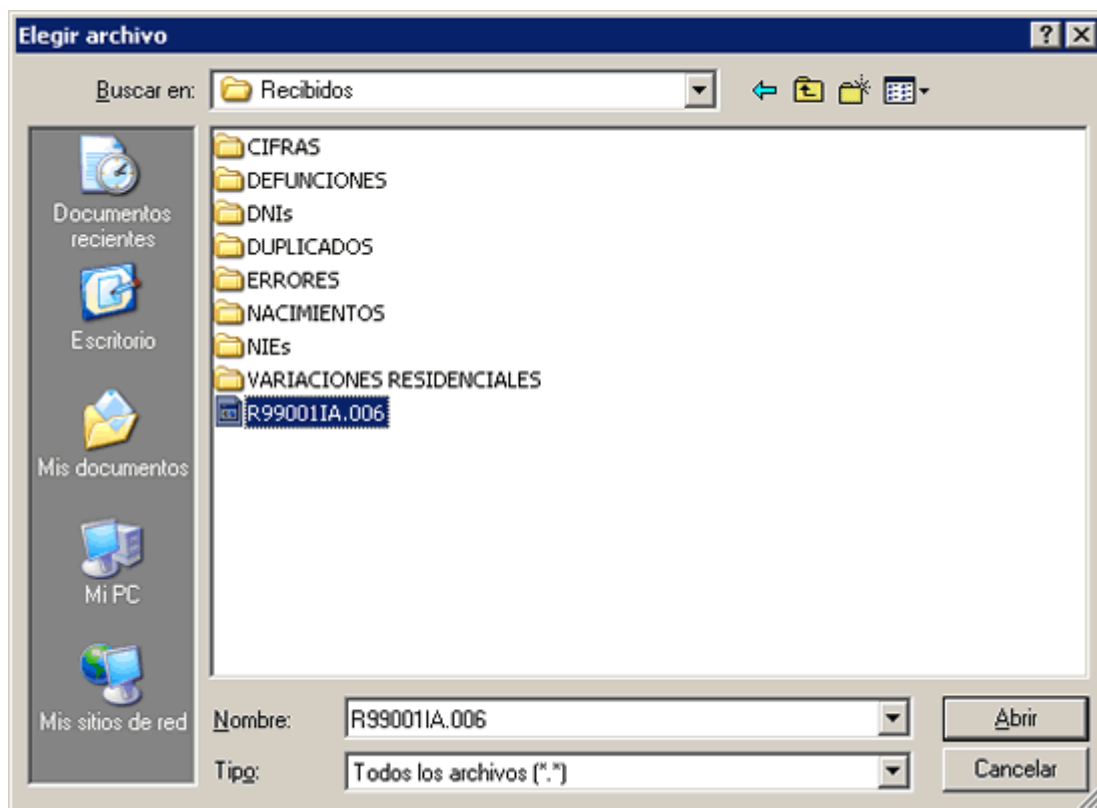 Elegir archivo
Buscar en:
Recibidos
Documentos
recientes
Escritorio
Mis documentos
Mi PC
Mis sitios de red
CIFRAS
DEFUNCIONES
DNIs
DUPLICADOS
ERRORES
NACIMIENTOS
NIEs
VARIACIONES RESIDENCIALES
R99001IA.006
Nombre:
R99001IA.006
Abrir
Tipo:
Todos los archivos (*.*)
Cancelar